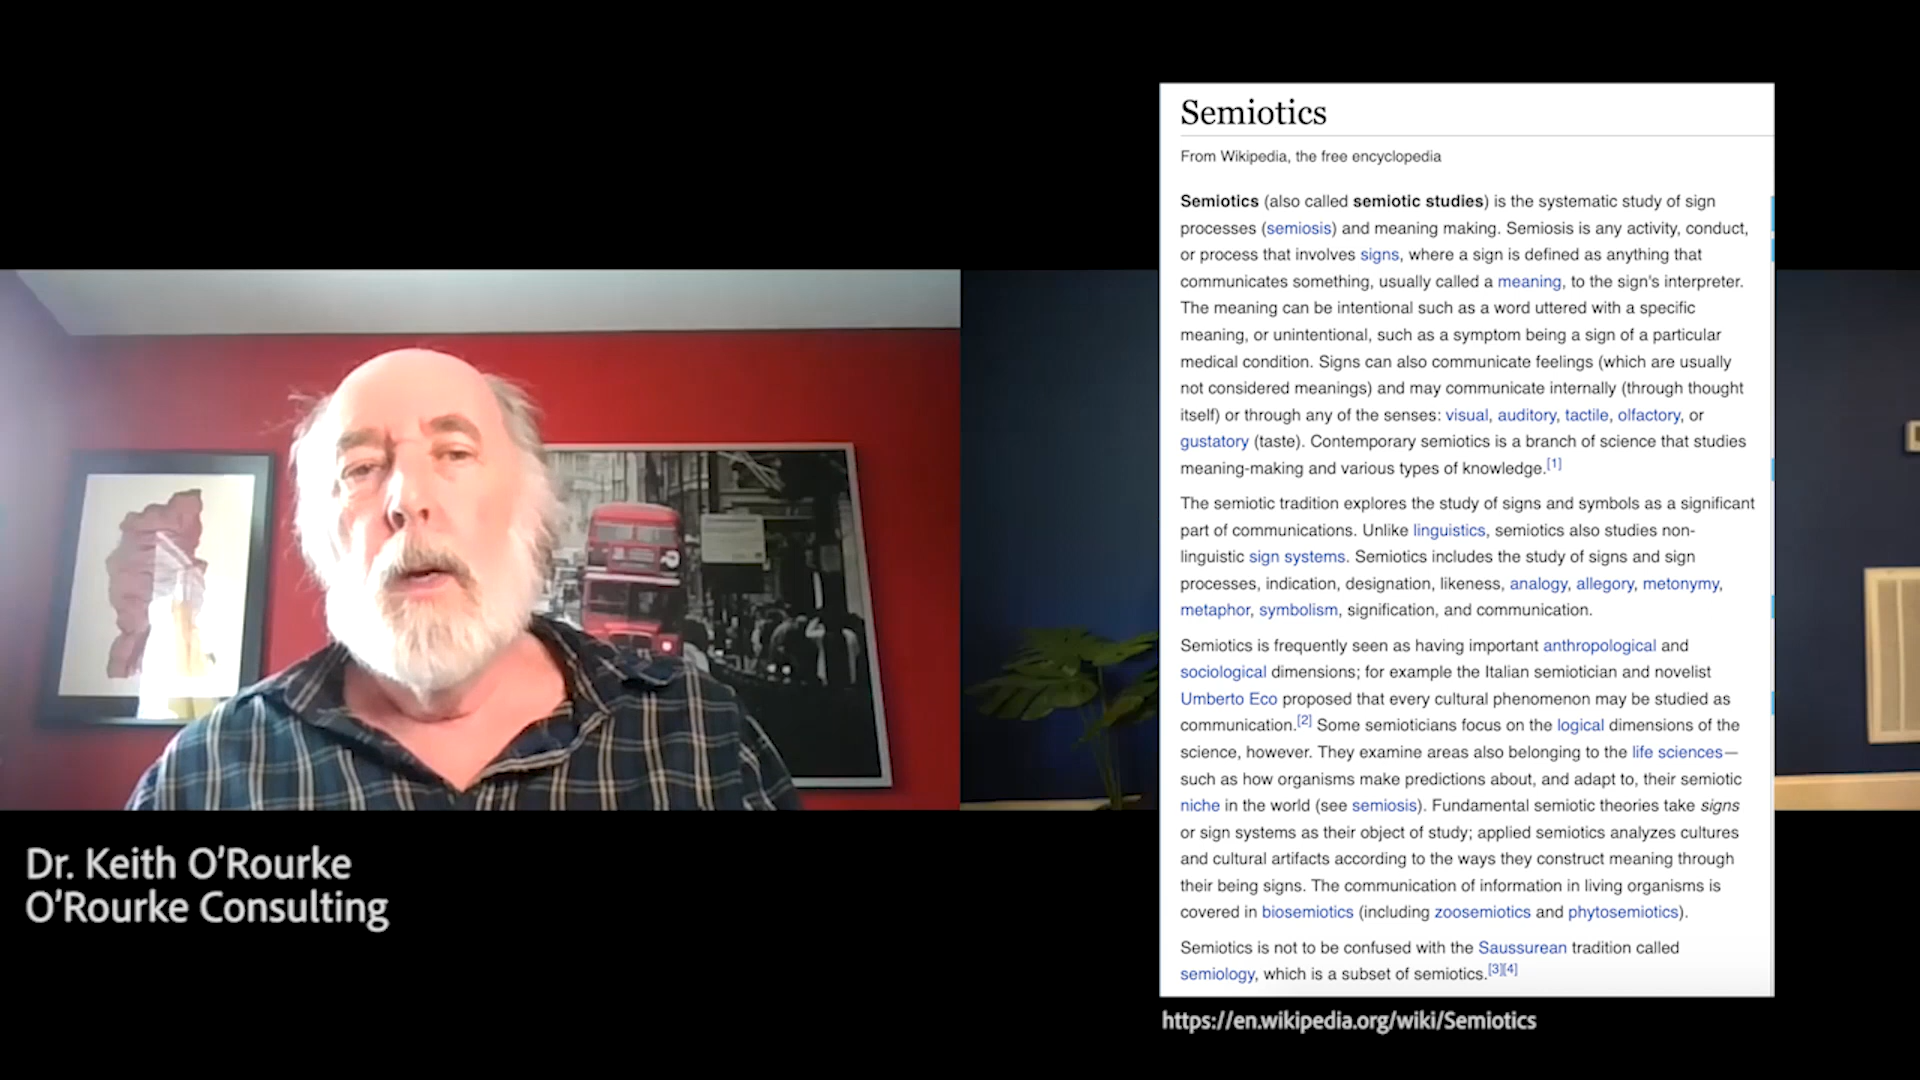 Semiotics
From Wikipedia, the free encyclopedia
Semiotics (also called semiotic studies) is the systematic study of sign
processes (semiosis) and meaning making. Semiosis is any activity, conduct,
or process that involves signs, where a sign is defined as anything that
communicates something, usually called a meaning, to the sign's interpreter.
The meaning can be intentional such as a word uttered with a specific
meaning, or unintentional, such as a symptom being a sign of a particular
medical condition. Signs can also communicate feelings (which are usually
not considered meanings) and may communicate internally (through thought
itself) or through any of the senses: visual, auditory, tactile, olfactory, or
gustatory (taste). Contemporary semiotics is a branch of science that studies
meaning-making and various types of knowledge.[1]
The semiotic tradition explores the study of signs and symbols as a significant
part of communications. Unlike linguistics, semiotics also studies non-
linguistic sign systems. Semiotics includes the study of signs and sign
processes, indication, designation, likeness, analogy, allegory, metonymy,
metaphor, symbolism, signification, and communication.
Semiotics is frequently seen as having important anthropological and
sociological dimensions; for example the Italian semiotician and novelist
Umberto Eco proposed that every cultural phenomenon may be studied as
communication.[2] Some semioticians focus on the logical dimensions of the
science, however. They examine areas also belonging to the life sciences—
such as how organisms make predictions about, and adapt to, their semiotic
niche in the world (see semiosis). Fundamental semiotic theories take signs
or sign systems as their object of study; applied semiotics analyzes cultures
and cultural artifacts according to the ways they construct meaning through
their being signs. The communication of information in living organisms is
covered in biosemiotics (including zoosemiotics and phytosemiotics).
Semiotics is not to be confused with the Saussurean tradition called
semiology, which is a subset of semiotics.[3][4]
https://en.wikipedia.org/wiki/Semiotics
Dr. Keith O'Rourke
O'Rourke Consulting